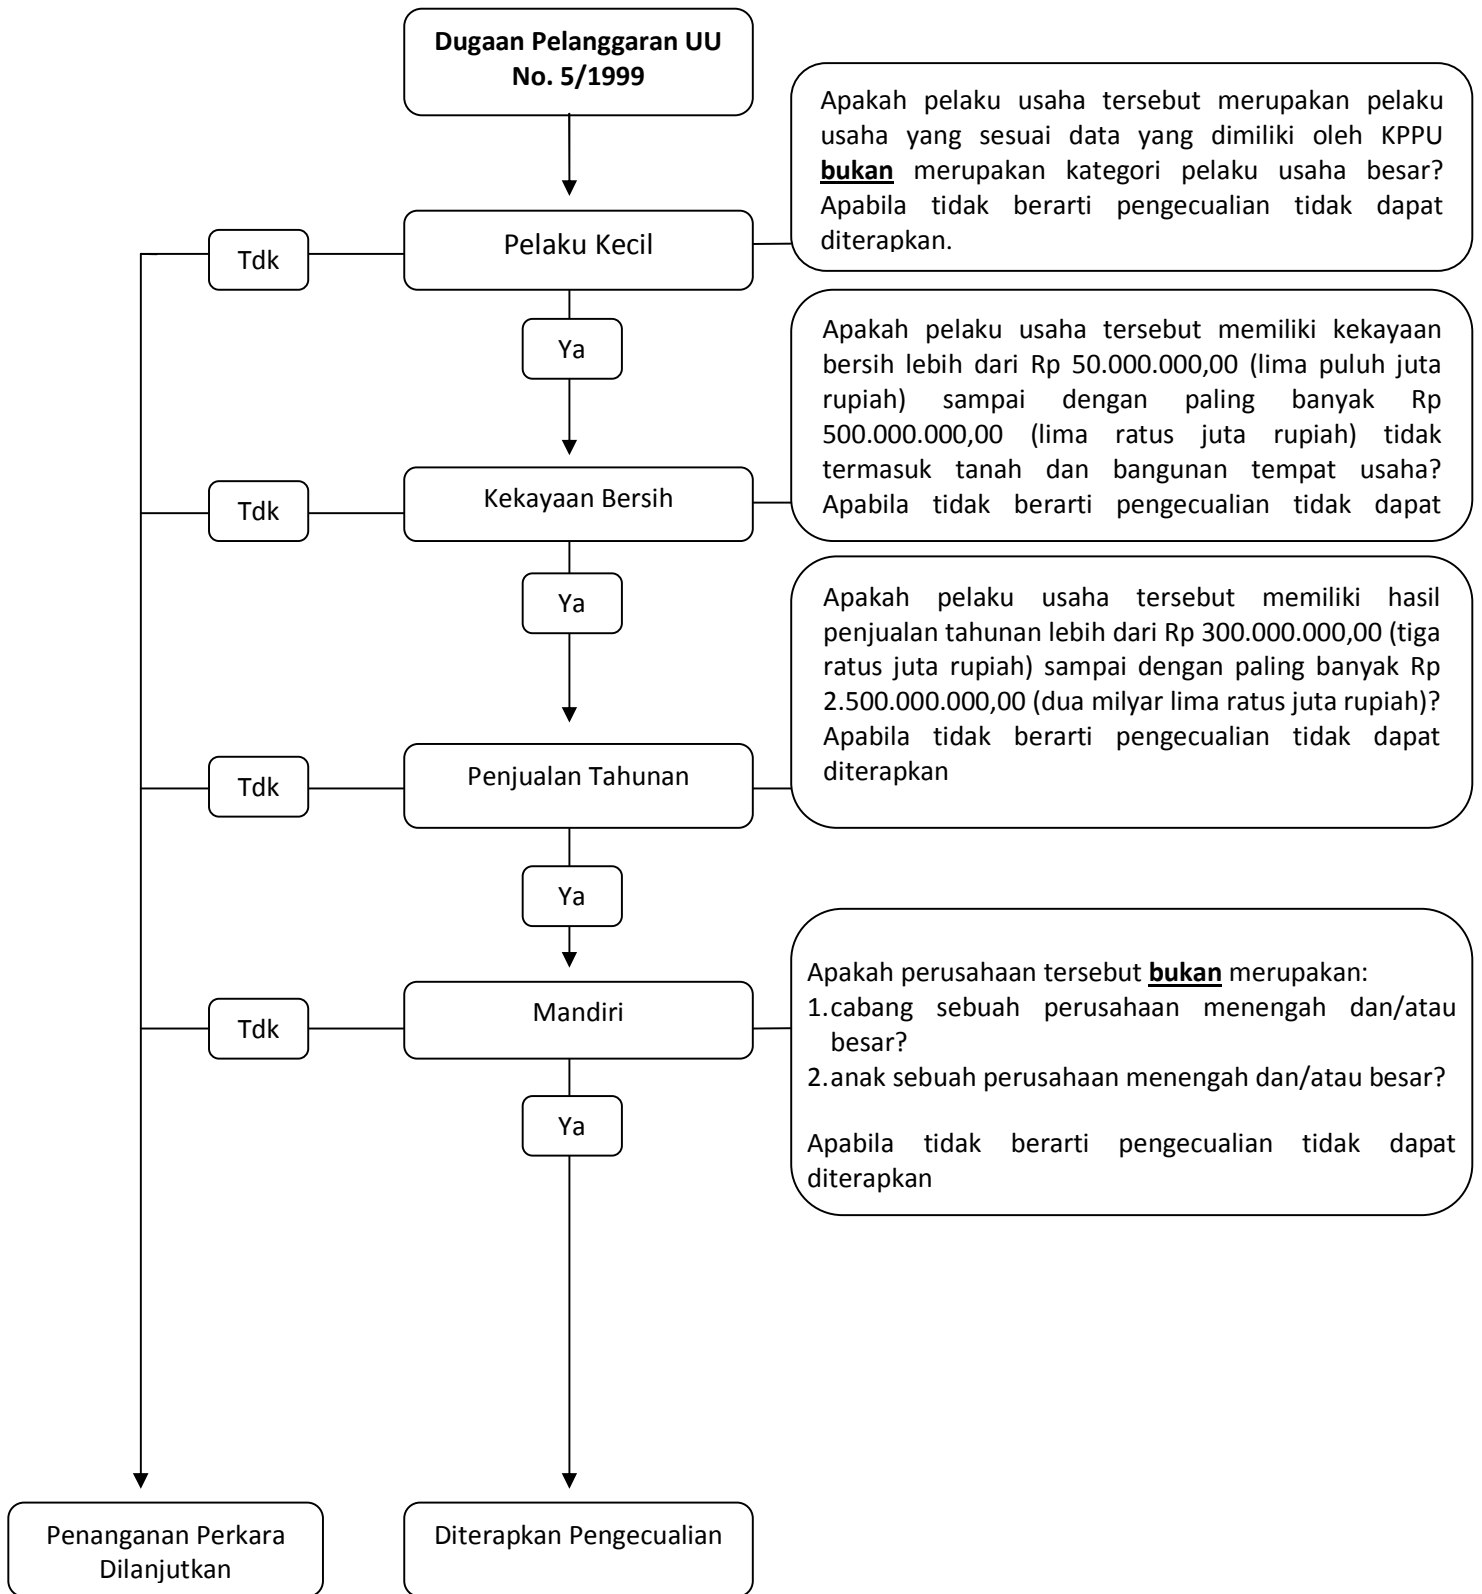 Dugaan Pelanggaran UU
No. 5/1999
Apakah pelaku usaha tersebut merupakan pelaku
usaha yang sesuai data yang dimiliki oleh KPPU
bukan merupakan kategori pelaku usaha besar?
Apabila tidak berarti pengecualian tidak dapat
diterapkan.
Tdk
Pelaku Kecil
Ya
Apakah pelaku usaha tersebut memiliki kekayaan
bersih lebih dari Rp 50.000.000,00 (lima puluh juta
rupiah) sampai dengan paling banyak Rp
500.000.000,00 (lima ratus juta rupiah) tidak
termasuk tanah dan bangunan tempat usaha?
Apabila tidak berarti pengecualian tidak dapat
Tdk
Kekayaan Bersih
Ya
Apakah pelaku usaha tersebut memiliki hasil
penjualan tahunan lebih dari Rp 300.000.000,00 (tiga
ratus juta rupiah) sampai dengan paling banyak Rp
2.500.000.000,00 (dua milyar lima ratus juta rupiah)?
Apabila tidak berarti pengecualian tidak dapat
diterapkan
Tdk
Penjualan Tahunan
Ya
Apakah perusahaan tersebut bukan merupakan:
1.cabang sebuah perusahaan menengah dan/atau
besar?
2.anak sebuah perusahaan menengah dan/atau besar?
Apabila tidak berarti pengecualian tidak dapat
diterapkan
Tdk
Mandiri
Ya
Penanganan Perkara
Dilanjutkan
Diterapkan Pengecualian